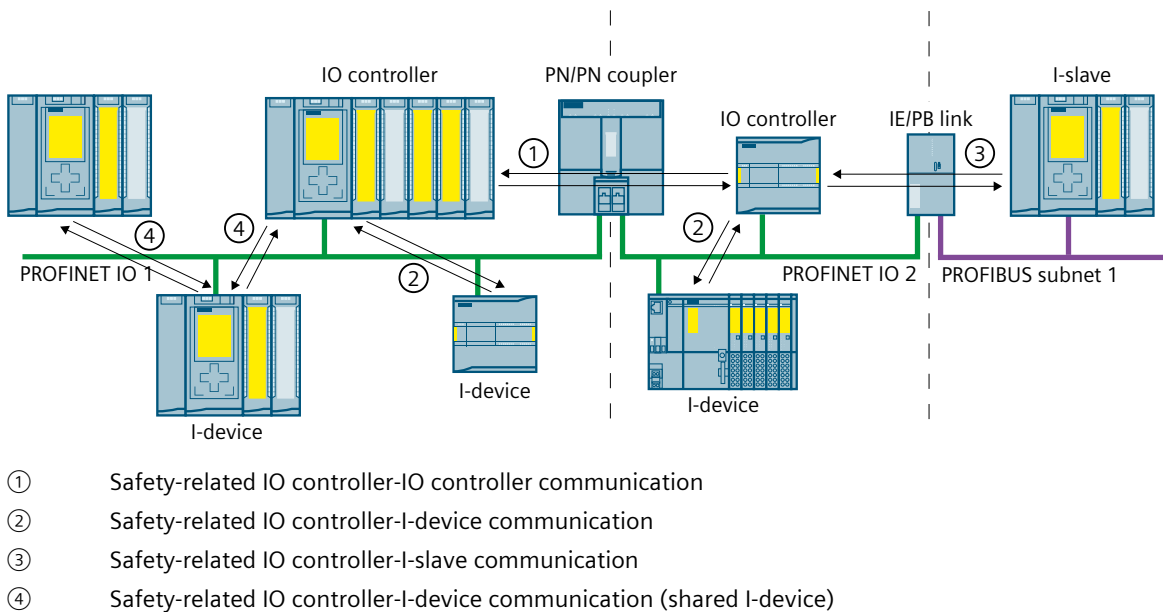 IO controller
PN/PN coupler
I-slave
IO controller
IE/PB link
1
3
4
4
2
2
PROFINET IO 1
PROFINET IO 2
PROFIBUS subnet 1
I-device
I-device
I-device
① Safety-related IO controller-IO controller communication
② Safety-related IO controller-I-device communication
③ Safety-related IO controller-I-slave communication
④ Safety-related IO controller-I-device communication (shared I-device)